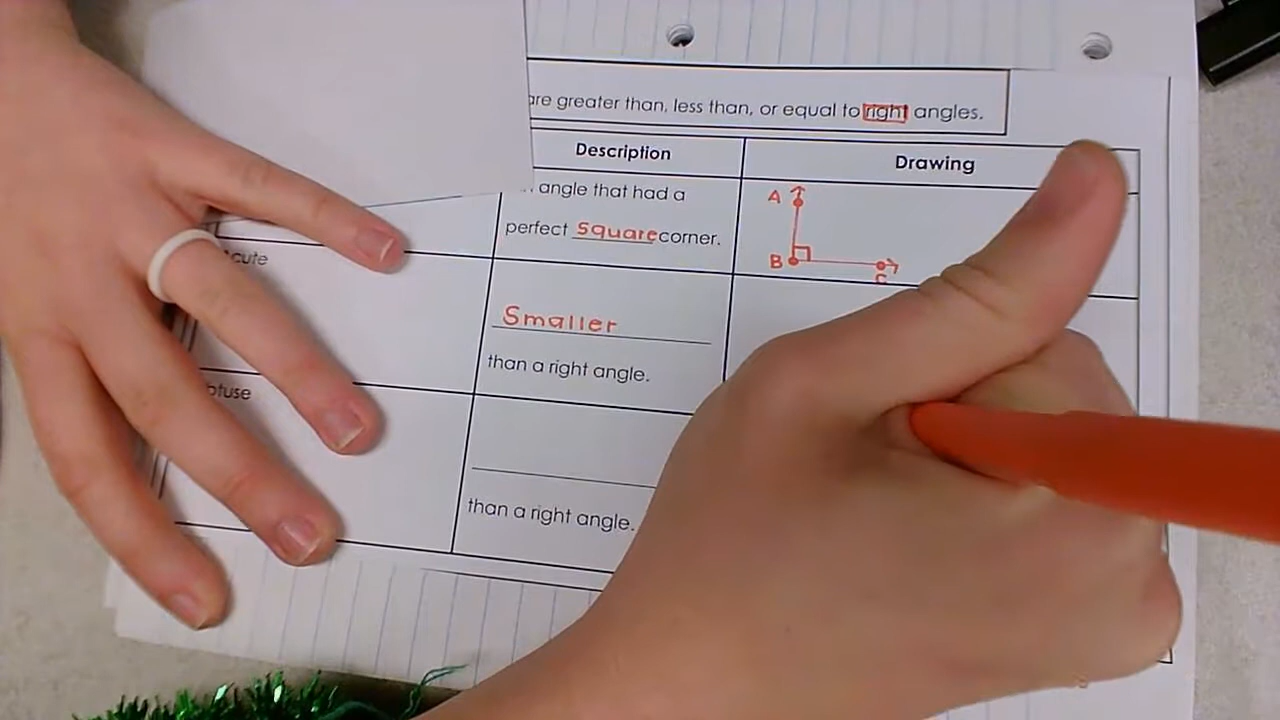 are greater than, less than, or equal to right angles.
Description
Drawing
angle that had a
perfect square corner.
A
B
C
cute
Smaller
than a right angle.
btuse
than a right angle.